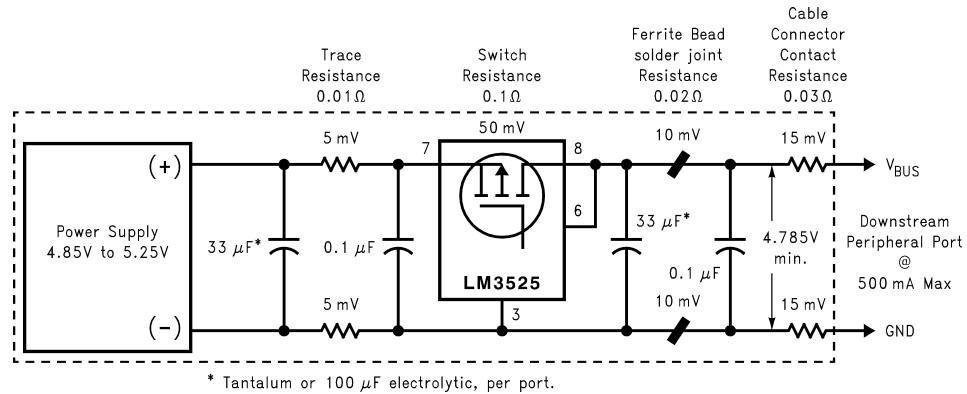 Cable
Connector
Contact
Resistance
0.03Ω
Ferrite Bead
solder joint
Resistance
0.02Ω
Trace
Resistance
0.01Ω
Switch
Resistance
0.1Ω
5 mV
50 mV
10 mV
15 mV
7
8
(+)
VBUS
6
Power Supply
4.85V to 5.25V
33 μF*
0.1 μF
33 μF*
0.1 μF
4.785V
min.
Downstream
Peripheral Port
@
500 mA Max
LM3525
5 mV
3
10 mV
15 mV
(-)
GND
* Tantalum or 100 μF electrolytic, per port.